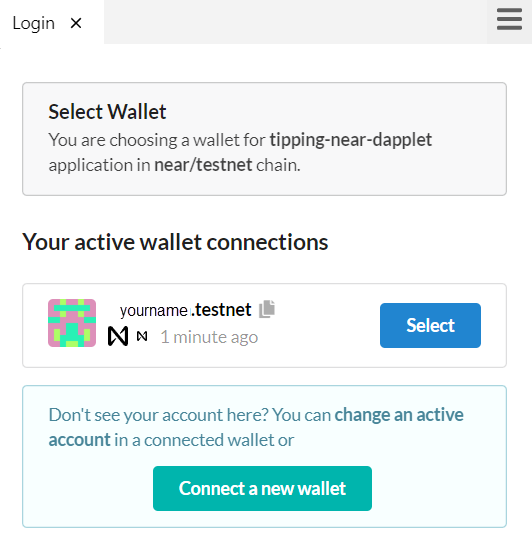 Login ×
Select Wallet
You are choosing a wallet for tipping-near-dapplet
application in near/testnet chain.
Your active wallet connections
yourname.testnet
1 minute ago
Select
Don't see your account here? You can change an active
account in a connected wallet or
Connect a new wallet